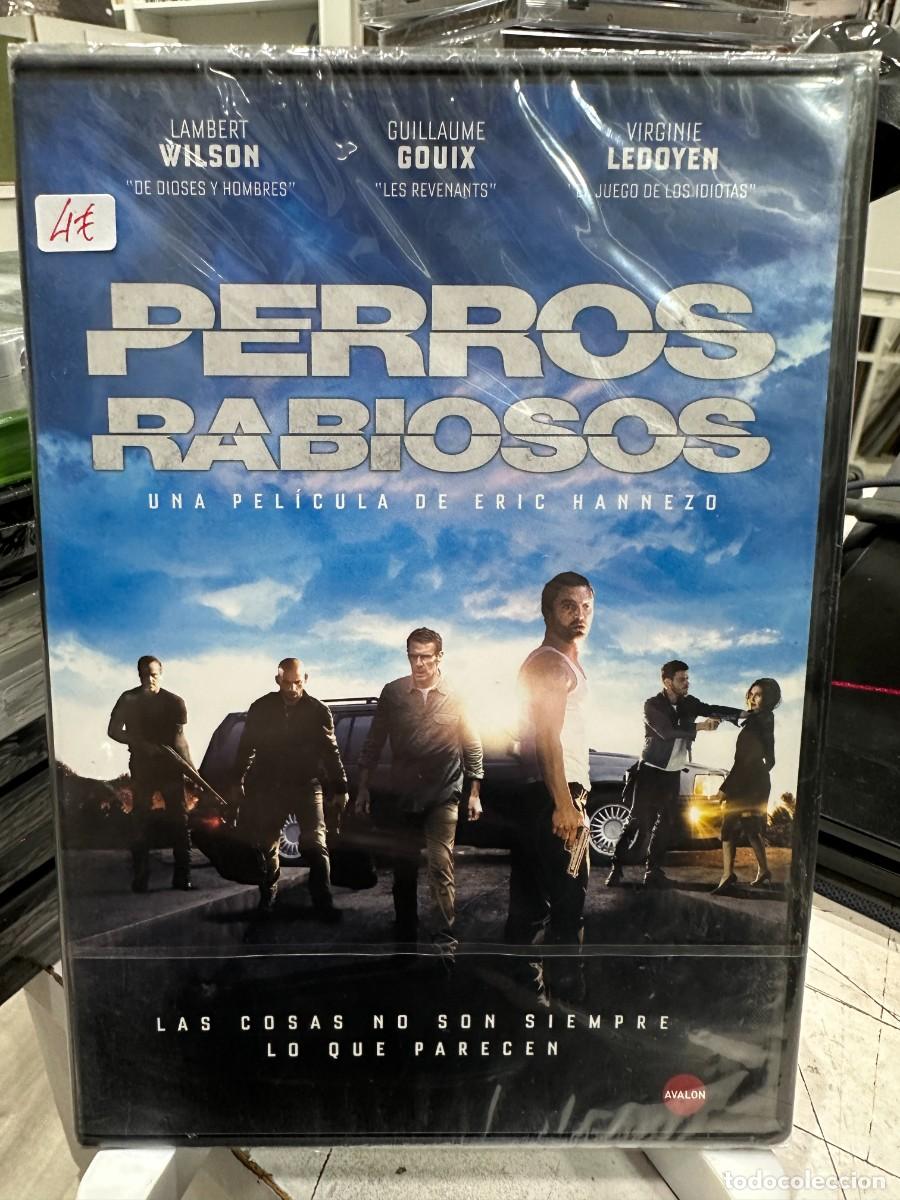 LAMBERT
WILSON
"DE DIOSES Y HOMBRES"
GUILLAUME
GOUIX
"LES REVENANTS"
VIRGINIE
LEDOYEN
"EL JUEGO DE LOS IDIOTAS"
4€
PERROS
RABIOSOS
UNA PELÍCULA DE ERIC HANNEZO
LAS COSAS NO SON SIEMPRE
LO QUE PARECEN
AVALON
todocoleccion